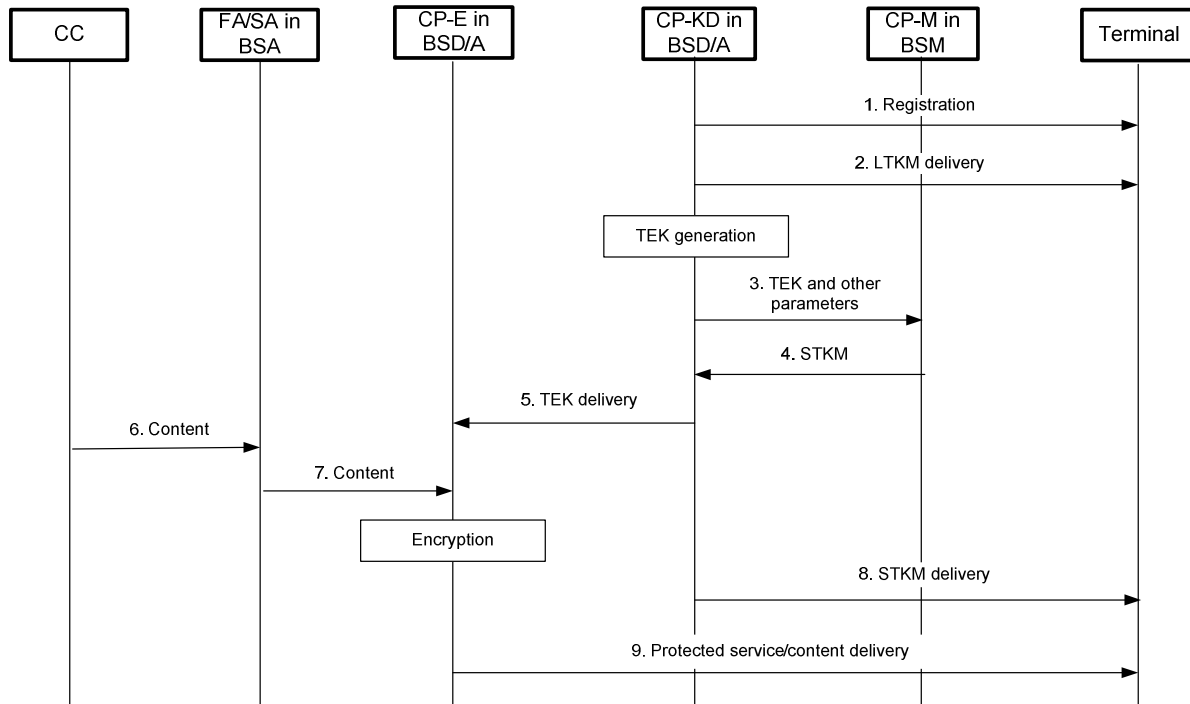 CC
FA/SA in
BSA
CP-E in
BSD/A
CP-KD in
BSD/A
CP-M in
BSM
Terminal
1. Registration
2. LTKM delivery
TEK generation
3. TEK and other
parameters
4. STKM
5. TEK delivery
6. Content
7. Content
Encryption
8. STKM delivery
9. Protected service/content delivery